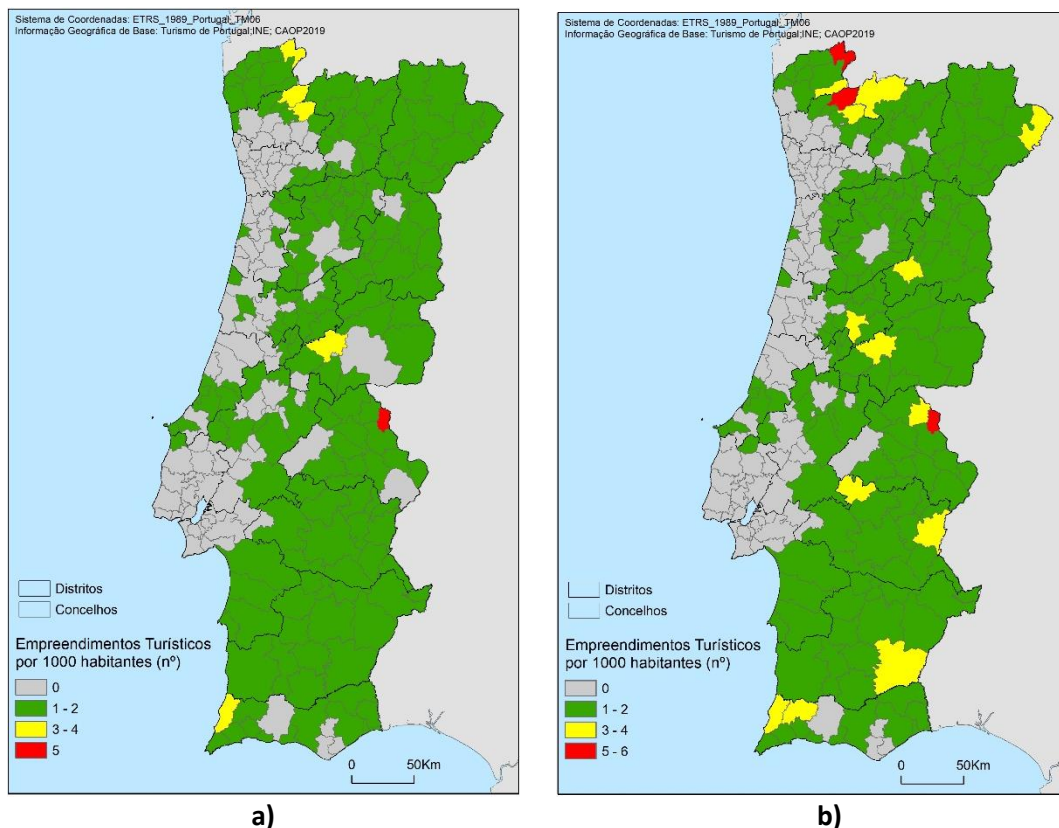 Sistema de Coordenadas: ETRS_1989_Portugal_TM06
Informação Geográfica de Base: Turismo de Portugal;INE; CAOP2019
Distritos
Concelhos
Empreendimentos Turísticos
por 1000 habitantes (nº)
0
1 - 2
3 - 4
5
0 50Km
a)
Sistema de Coordenadas: ETRS_1989_Portugal_TM06
Informação Geográfica de Base: Turismo de Portugal;INE; CAOP2019
Distritos
Concelhos
Empreendimentos Turísticos
por 1000 habitantes (nº)
0
1 - 2
3 - 4
5 - 6
0 50Km
b)